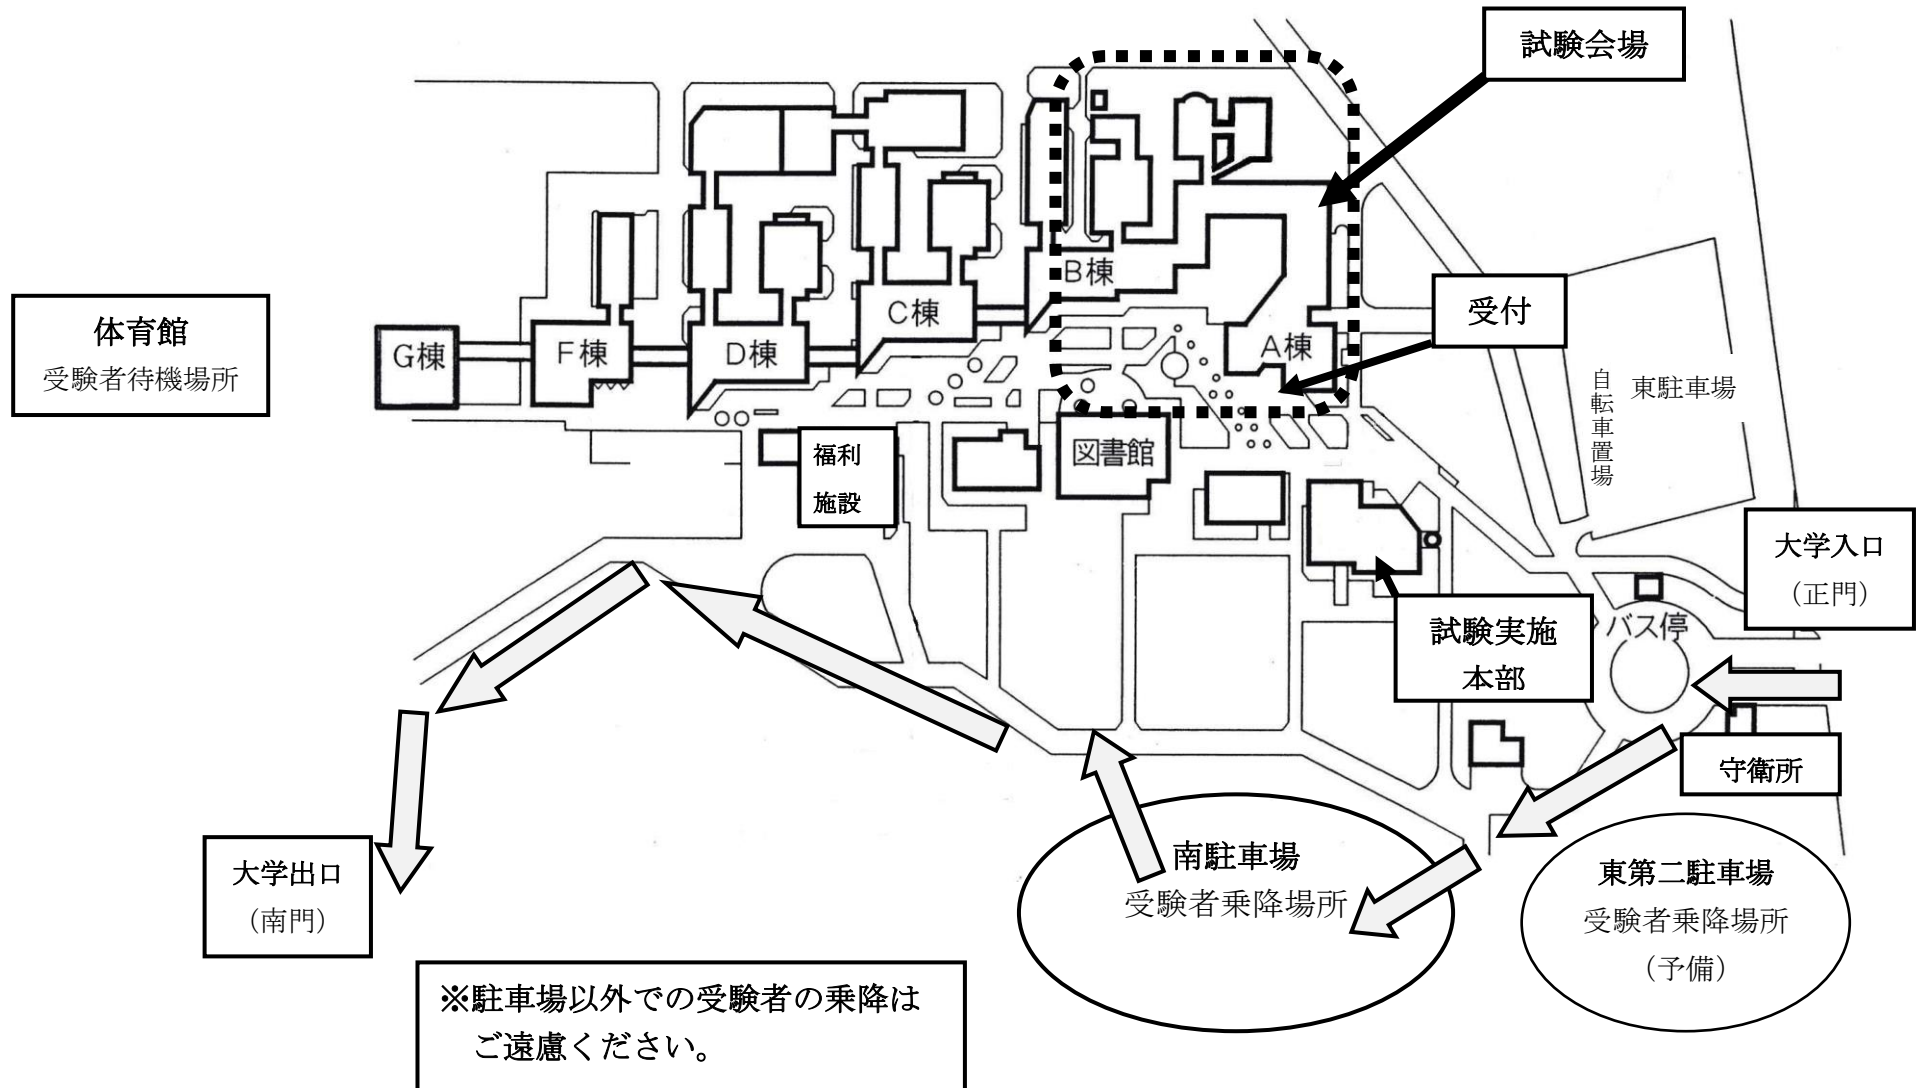 試験会場
B棟
C棟
受付
体育館
受験者待機場所
G棟
F棟
D棟
A棟
自転車置場
東駐車場
福利
施設
図書館
大学入口
（正門）
バス停
試験実施
本部
守衛所
南駐車場
受験者乗降場所
東第二駐車場
受験者乗降場所
（予備）
大学出口
（南門）
※駐車場以外での受験者の乗降は
ご遠慮ください。